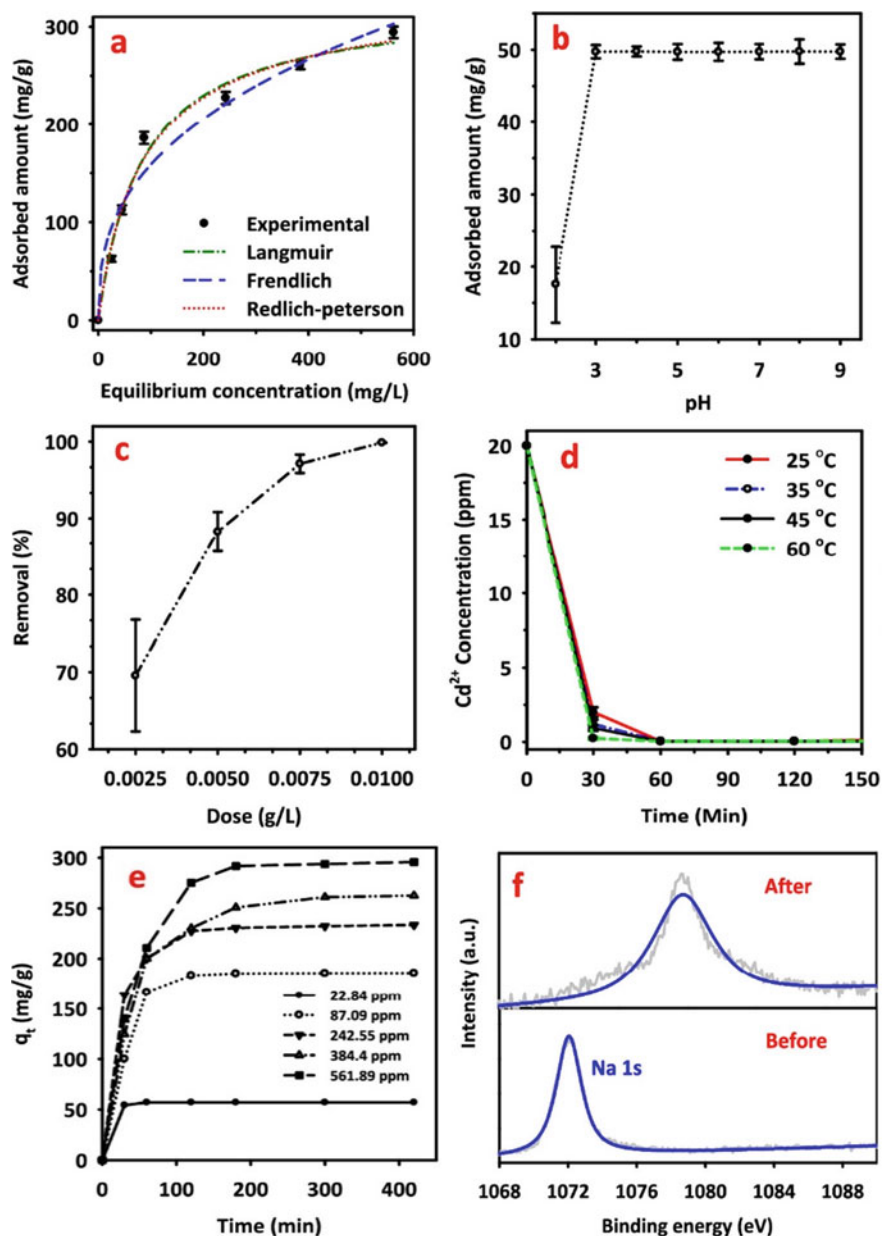 a
300
200
100
0
Adsorbed amount (mg/g)
Experimental
Langmuir
Frendlich
Redlich-peterson
0 200 400 600
Equilibrium concentration (mg/L)
b
60
50
40
30
20
10
Adsorbed amount (mg/g)
3 5 7 9
pH
c
100
90
80
70
60
Removal (%)
0.0025 0.0050 0.0075 0.0100
Dose (g/L)
d
20
15
10
5
0
Cd²⁺ Concentration (ppm)
25 °C
35 °C
45 °C
60 °C
0 30 60 90 120 150
Time (Min)
e
300
250
200
150
100
50
0
qₜ (mg/g)
22.84 ppm
87.09 ppm
242.55 ppm
384.4 ppm
561.89 ppm
0 100 200 300 400
Time (min)
f
After
Before
Na 1s
Intensity (a.u.)
1068 1072 1076 1080 1084 1088
Binding energy (eV)